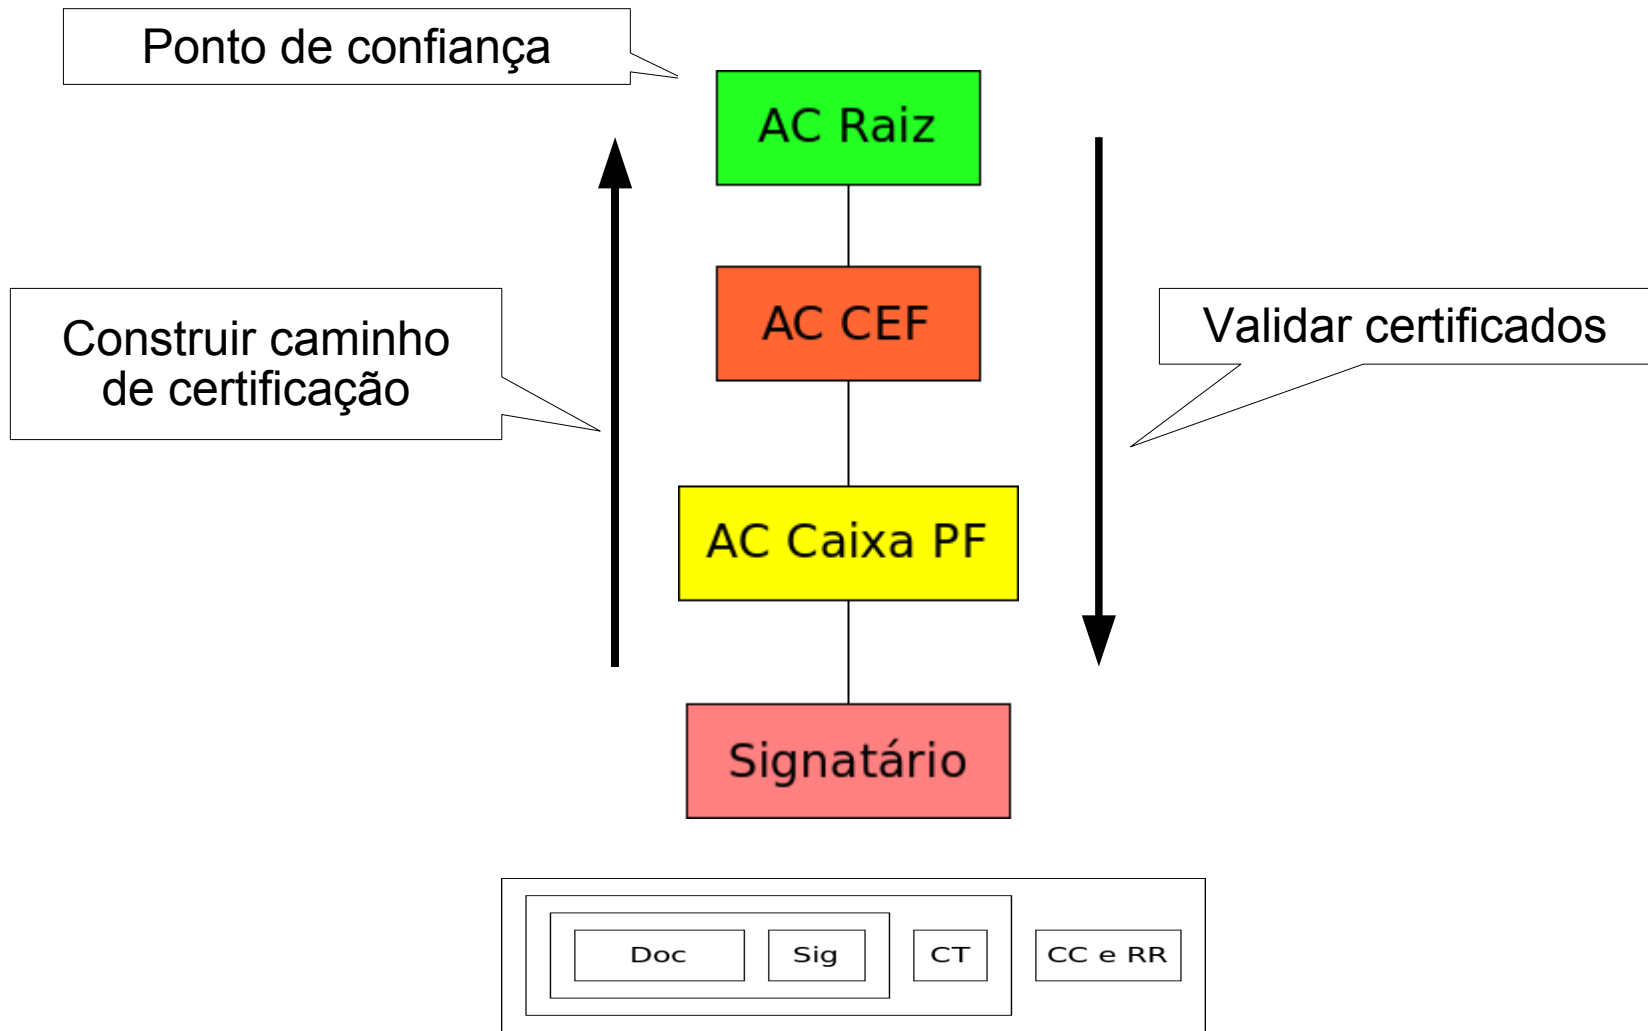 Ponto de confiança
AC Raiz
AC CEF
Construir caminho
de certificação
Validar certificados
AC Caixa PF
Signatário
Doc
Sig
CT
CC e RR